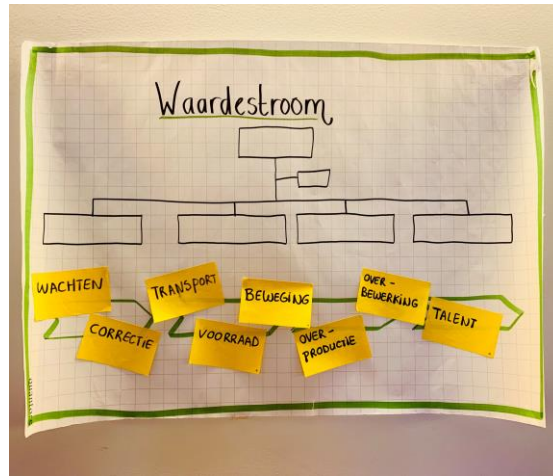 Waardestroom
WACHTEN
CORRECTIE
TRANSPORT
VOORRAAD
BEWEGING
OVER-
PRODUCTIE
OVER-
BEWERKING
TALENT